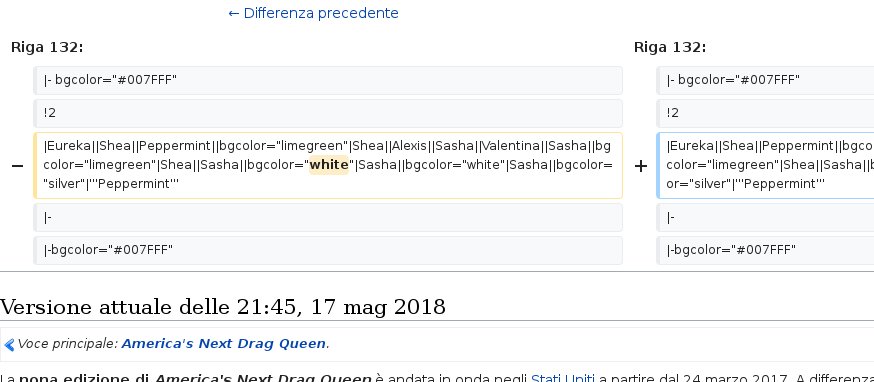 ← Differenza precedente
Riga 132: Riga 132:
|- bgcolor="#007FFF" |- bgcolor="#007FFF"
!2 !2
− |Eureka||Shea||Peppermint||bgcolor="limegreen"|Shea||Alexis||Sasha||Valentina||Sasha||bg
color="limegreen"|Shea||Sasha||bgcolor="white"|Sasha||bgcolor="white"|Sasha||bgcolor=
"silver"|'''Peppermint'''
+ |Eureka||Shea||Peppermint||bgco
color="limegreen"|Shea||Sasha||b
or="silver"|'''Peppermint'''
|- |-
|-bgcolor="#007FFF" |-bgcolor="#007FFF"
Versione attuale delle 21:45, 17 mag 2018
Voce principale: America's Next Drag Queen.
La nona edizione di America's Next Drag Queen è andata in onda negli Stati Uniti a partire dal 24 marzo 2017. A differenza